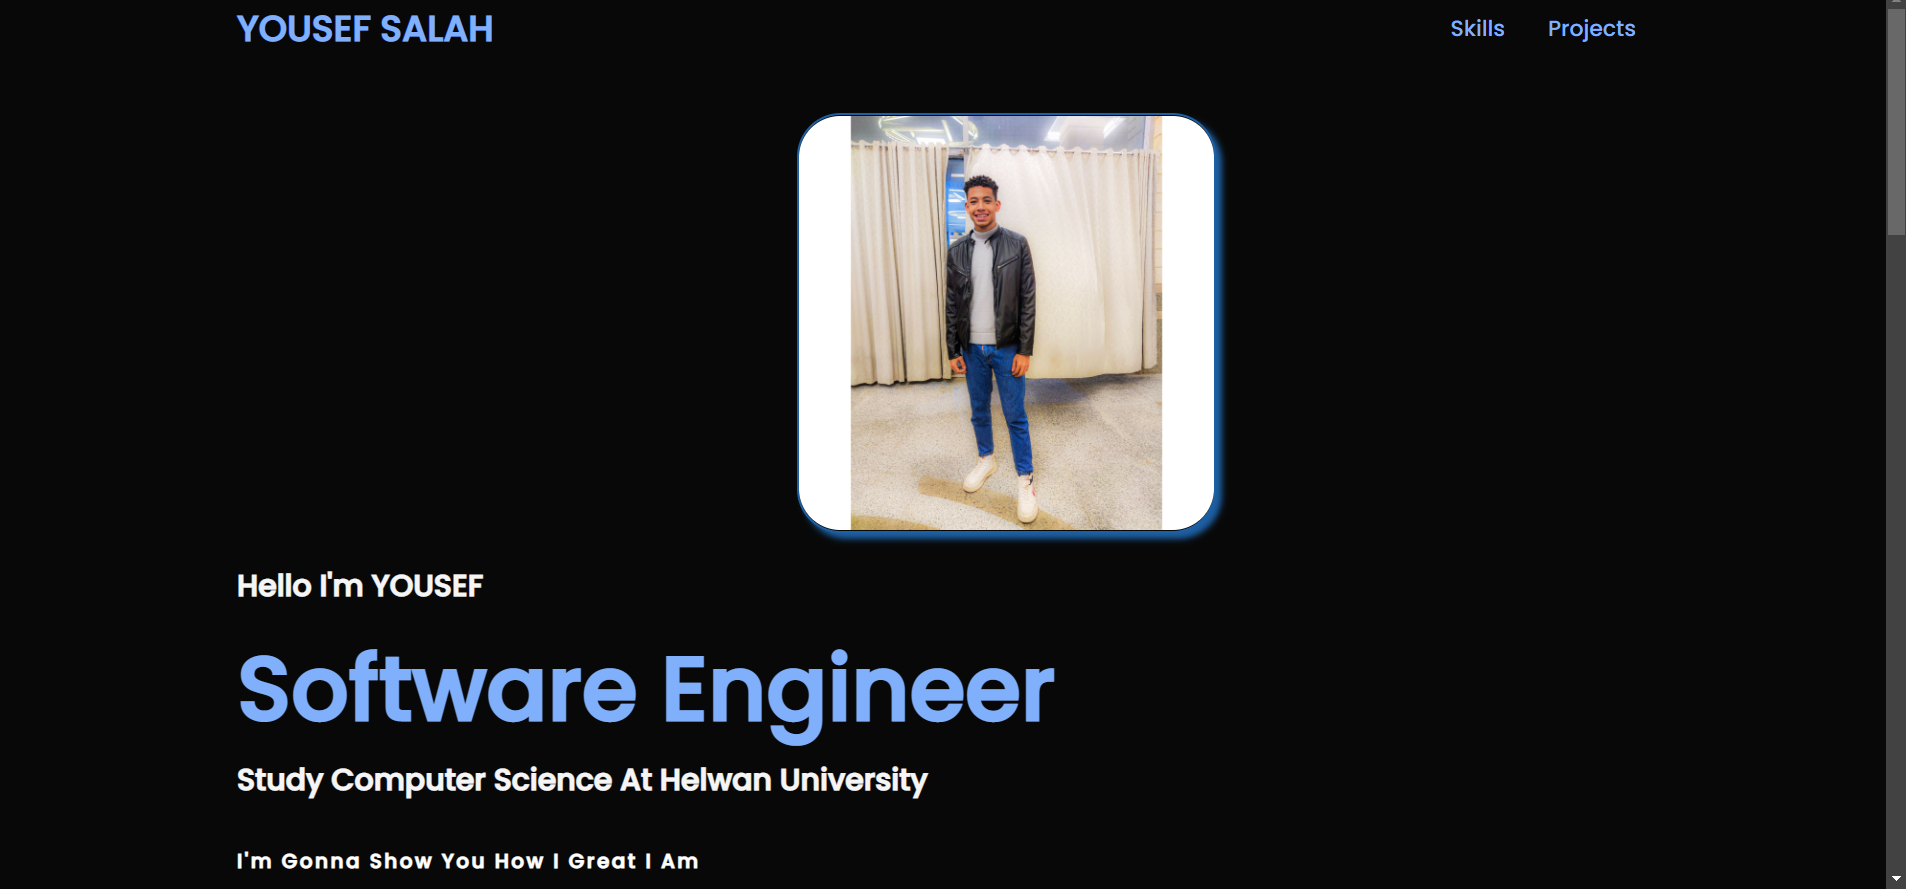 YOUSEF SALAH
Skills
Projects
Hello I'm YOUSEF
Software Engineer
Study Computer Science At Helwan University
I'm Gonna Show You How I Great I Am